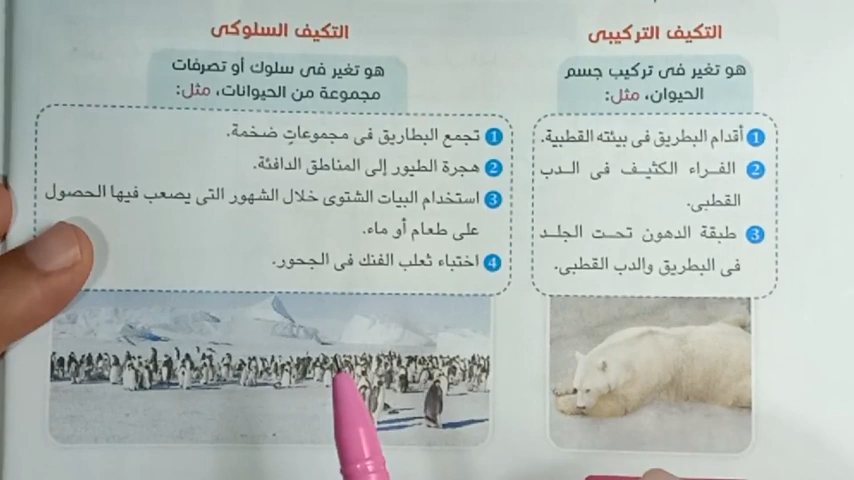 التكيف التركيبى
هو تغير فى تركيب جسم
الحيوان، مثل:
1 أقدام البطريق فى بيئته القطبية.
2 الفراء الكثيف فى الدب
القطبى.
3 طبقة الدهون تحت الجلد
فى البطريق والدب القطبى.
التكيف السلوكى
هو تغير فى سلوك أو تصرفات
مجموعة من الحيوانات، مثل:
1 تجمع البطاريق فى مجموعاتٍ ضخمة.
2 هجرة الطيور إلى المناطق الدافئة.
3 استخدام البيات الشتوى خلال الشهور التى يصعب فيها الحصول
على طعام أو ماء.
4 اختباء ثعلب الفنك فى الجحور.